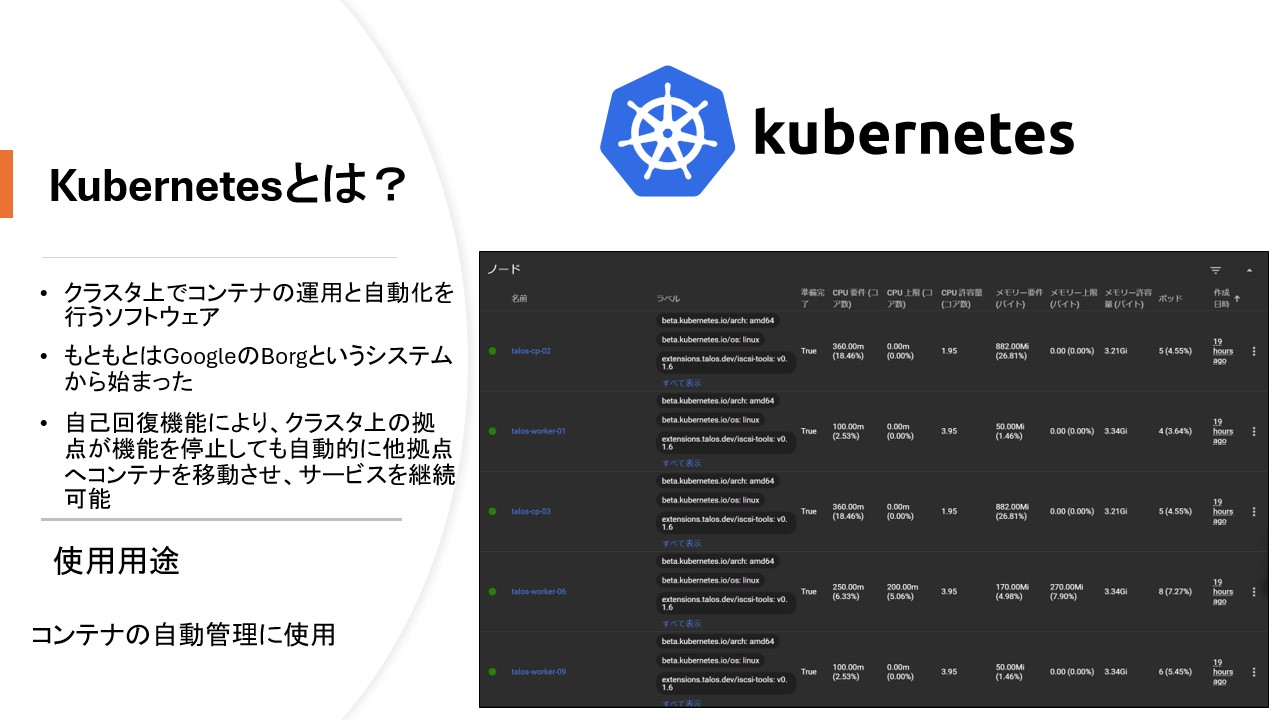 Kubernetesとは？
• クラスタ上でコンテナの運用と自動化を
行うソフトウェア
• もともとはGoogleのBorgというシステム
から始まった
• 自己回復機能により、クラスタ上の拠
点が機能を停止しても自動的に他拠点
へコンテナを移動させ、サービスを継続
可能
使用用途
コンテナの自動管理に使用
kubernetes
ノード
名前 ラベル 準備完了 CPU 要件 (コア数) CPU 上限 (コア数) CPU 許容量 (コア数) メモリー要件 (バイト) メモリー上限 (バイト) メモリー許容量 (バイト) ポッド 作成日時
beta.kubernetes.io/arch: amd64
beta.kubernetes.io/os: linux
talos-cp-02 extensions.talos.dev/iscsi-tools: v0.1.6 True 360.00m (18.46%) 0.00m (0.00%) 1.95 882.00Mi (26.81%) 0.00 (0.00%) 3.21Gi 5 (4.55%) 19 hours ago
すべて表示
beta.kubernetes.io/arch: amd64
beta.kubernetes.io/os: linux
talos-worker-01 extensions.talos.dev/iscsi-tools: v0.1.6 True 100.00m (2.53%) 0.00m (0.00%) 3.95 50.00Mi (1.46%) 0.00 (0.00%) 3.34Gi 4 (3.64%) 19 hours ago
すべて表示
beta.kubernetes.io/arch: amd64
beta.kubernetes.io/os: linux
talos-cp-03 extensions.talos.dev/iscsi-tools: v0.1.6 True 360.00m (18.46%) 0.00m (0.00%) 1.95 882.00Mi (26.81%) 0.00 (0.00%) 3.21Gi 5 (4.55%) 19 hours ago
すべて表示
beta.kubernetes.io/arch: amd64
beta.kubernetes.io/os: linux
talos-worker-06 extensions.talos.dev/iscsi-tools: v0.1.6 True 250.00m (6.33%) 200.00m (5.06%) 3.95 170.00Mi (4.98%) 270.00Mi (7.90%) 3.34Gi 8 (7.27%) 19 hours ago
すべて表示
beta.kubernetes.io/arch: amd64
beta.kubernetes.io/os: linux
talos-worker-09 extensions.talos.dev/iscsi-tools: v0.1.6 True 100.00m (2.53%) 0.00m (0.00%) 3.95 50.00Mi (1.46%) 0.00 (0.00%) 3.34Gi 6 (5.45%) 19 hours ago
すべて表示